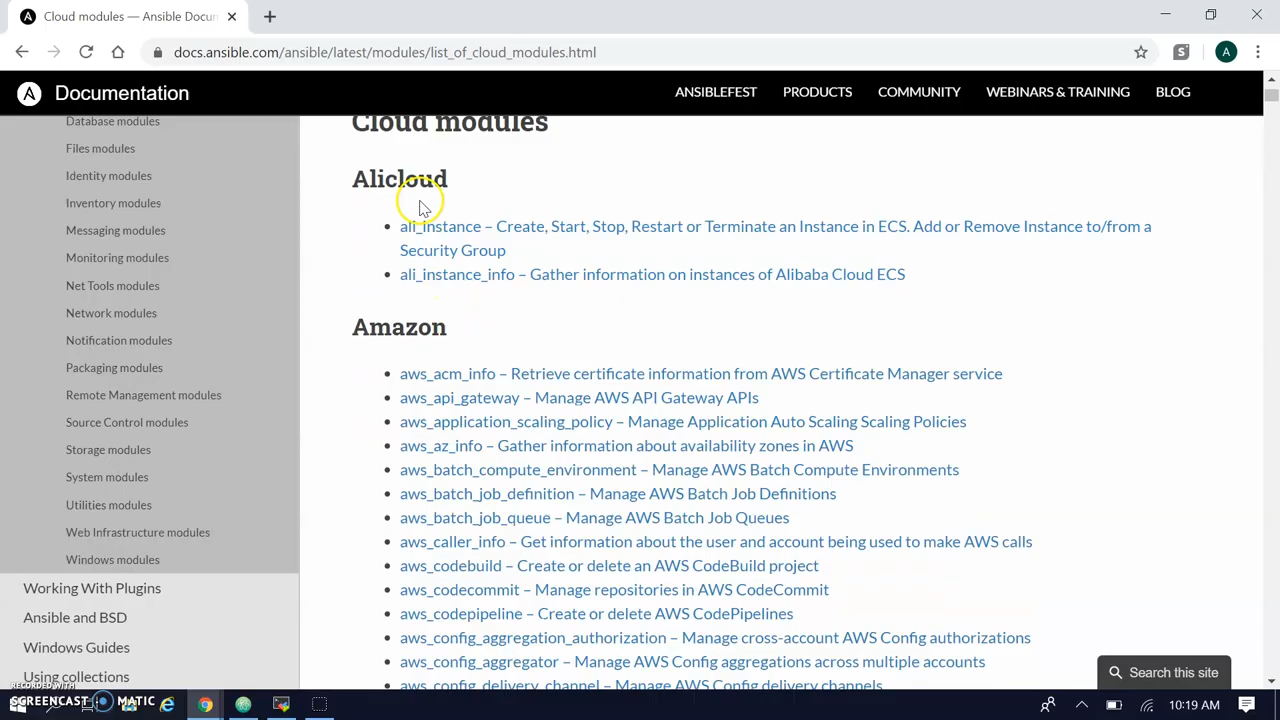 Cloud modules — Ansible Docu
docs.ansible.com/ansible/latest/modules/list_of_cloud_modules.html
S
A
Documentation
ANSIBLEFEST
PRODUCTS
COMMUNITY
WEBINARS & TRAINING
BLOG
Database modules
Files modules
Identity modules
Inventory modules
Messaging modules
Monitoring modules
Net Tools modules
Network modules
Notification modules
Packaging modules
Remote Management modules
Source Control modules
Storage modules
System modules
Utilities modules
Web Infrastructure modules
Windows modules
Working With Plugins
Ansible and BSD
Windows Guides
Using collections
Cloud modules
Alicloud
ali_instance – Create, Start, Stop, Restart or Terminate an Instance in ECS. Add or Remove Instance to/from a
Security Group
ali_instance_info – Gather information on instances of Alibaba Cloud ECS
Amazon
aws_acm_info – Retrieve certificate information from AWS Certificate Manager service
aws_api_gateway – Manage AWS API Gateway APIs
aws_application_scaling_policy – Manage Application Auto Scaling Scaling Policies
aws_az_info – Gather information about availability zones in AWS
aws_batch_compute_environment – Manage AWS Batch Compute Environments
aws_batch_job_definition – Manage AWS Batch Job Definitions
aws_batch_job_queue – Manage AWS Batch Job Queues
aws_caller_info – Get information about the user and account being used to make AWS calls
aws_codebuild – Create or delete an AWS CodeBuild project
aws_codecommit – Manage repositories in AWS CodeCommit
aws_codepipeline – Create or delete AWS CodePipelines
aws_config_aggregation_authorization – Manage cross-account AWS Config authorizations
aws_config_aggregator – Manage AWS Config aggregations across multiple accounts
aws_config_delivery_channel – Manage AWS Config delivery channels
Search this site
RECORDED WITH
SCREENCAST MATIC
10:19 AM